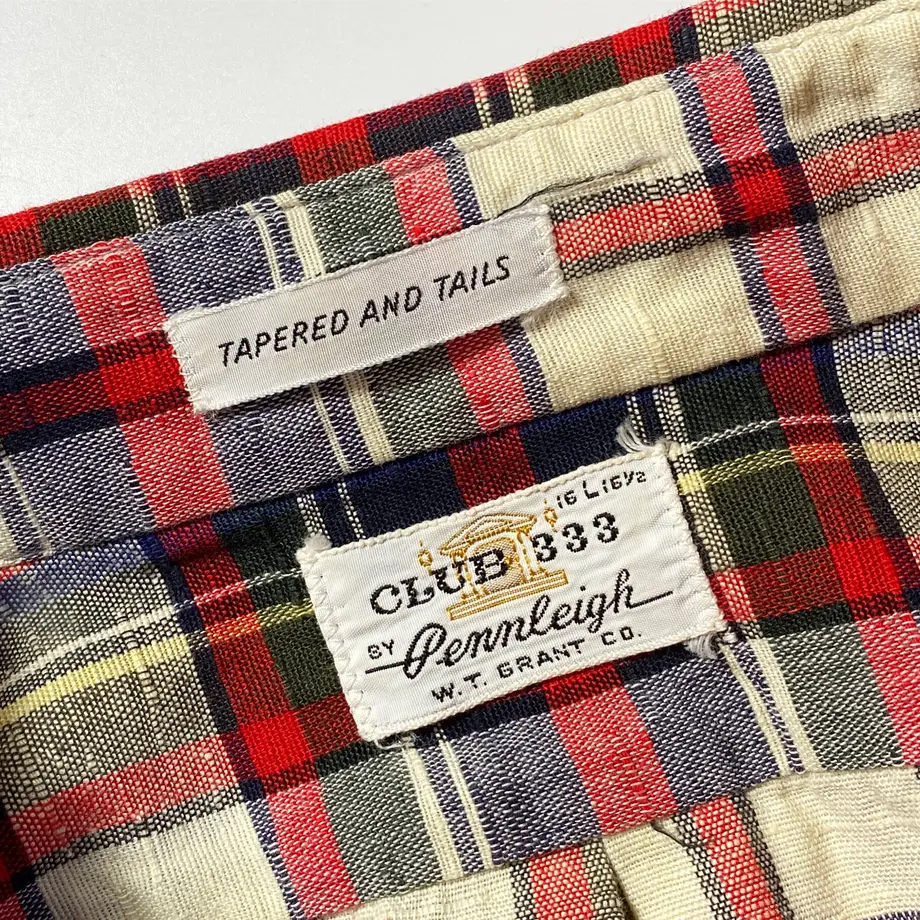 TAPERED AND TAILS
16 L 16½
CLUB 333
BY Pennleigh
W. T. GRANT CO.